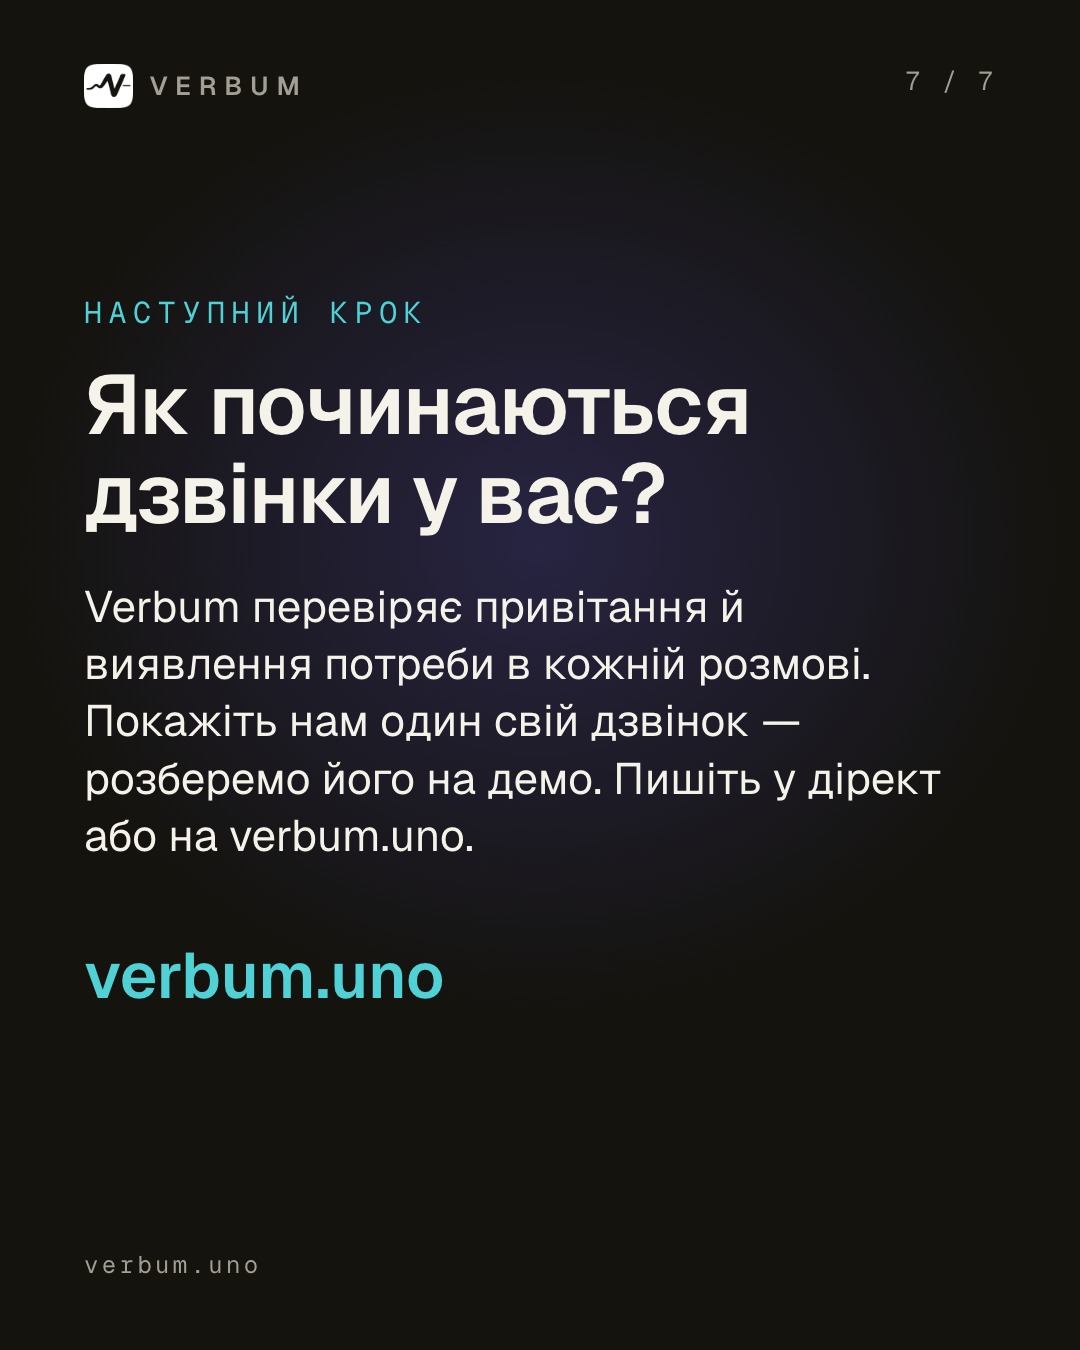 VERBUM
7 / 7
НАСТУПНИЙ КРОК
Як починаються
дзвінки у вас?
Verbum перевіряє привітання й
виявлення потреби в кожній розмові.
Покажіть нам один свій дзвінок —
розберемо його на демо. Пишіть у дірект
або на verbum.uno.
verbum.uno
verbum.uno